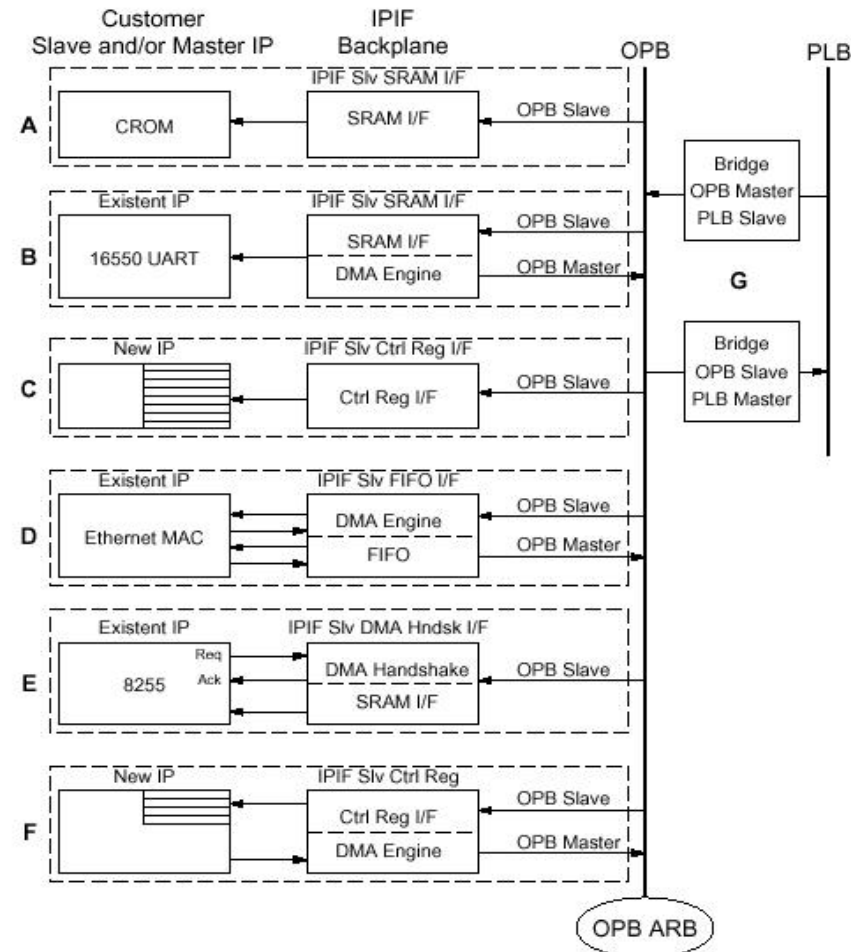 Customer
Slave and/or Master IP
IPIF
Backplane
OPB
PLB
A
IPIF Slv SRAM I/F
CROM
SRAM I/F
OPB Slave
Bridge
OPB Master
PLB Slave
B
Existent IP
IPIF Slv SRAM I/F
16550 UART
SRAM I/F
DMA Engine
OPB Slave
OPB Master
G
C
New IP
IPIF Slv Ctrl Reg I/F
Ctrl Reg I/F
OPB Slave
Bridge
OPB Slave
PLB Master
D
Existent IP
IPIF Slv FIFO I/F
Ethernet MAC
DMA Engine
FIFO
OPB Slave
OPB Master
E
Existent IP
IPIF Slv DMA Hndsk I/F
Req
8255
Ack
DMA Handshake
SRAM I/F
OPB Slave
F
New IP
IPIF Slv Ctrl Reg
Ctrl Reg I/F
DMA Engine
OPB Slave
OPB Master
OPB ARB